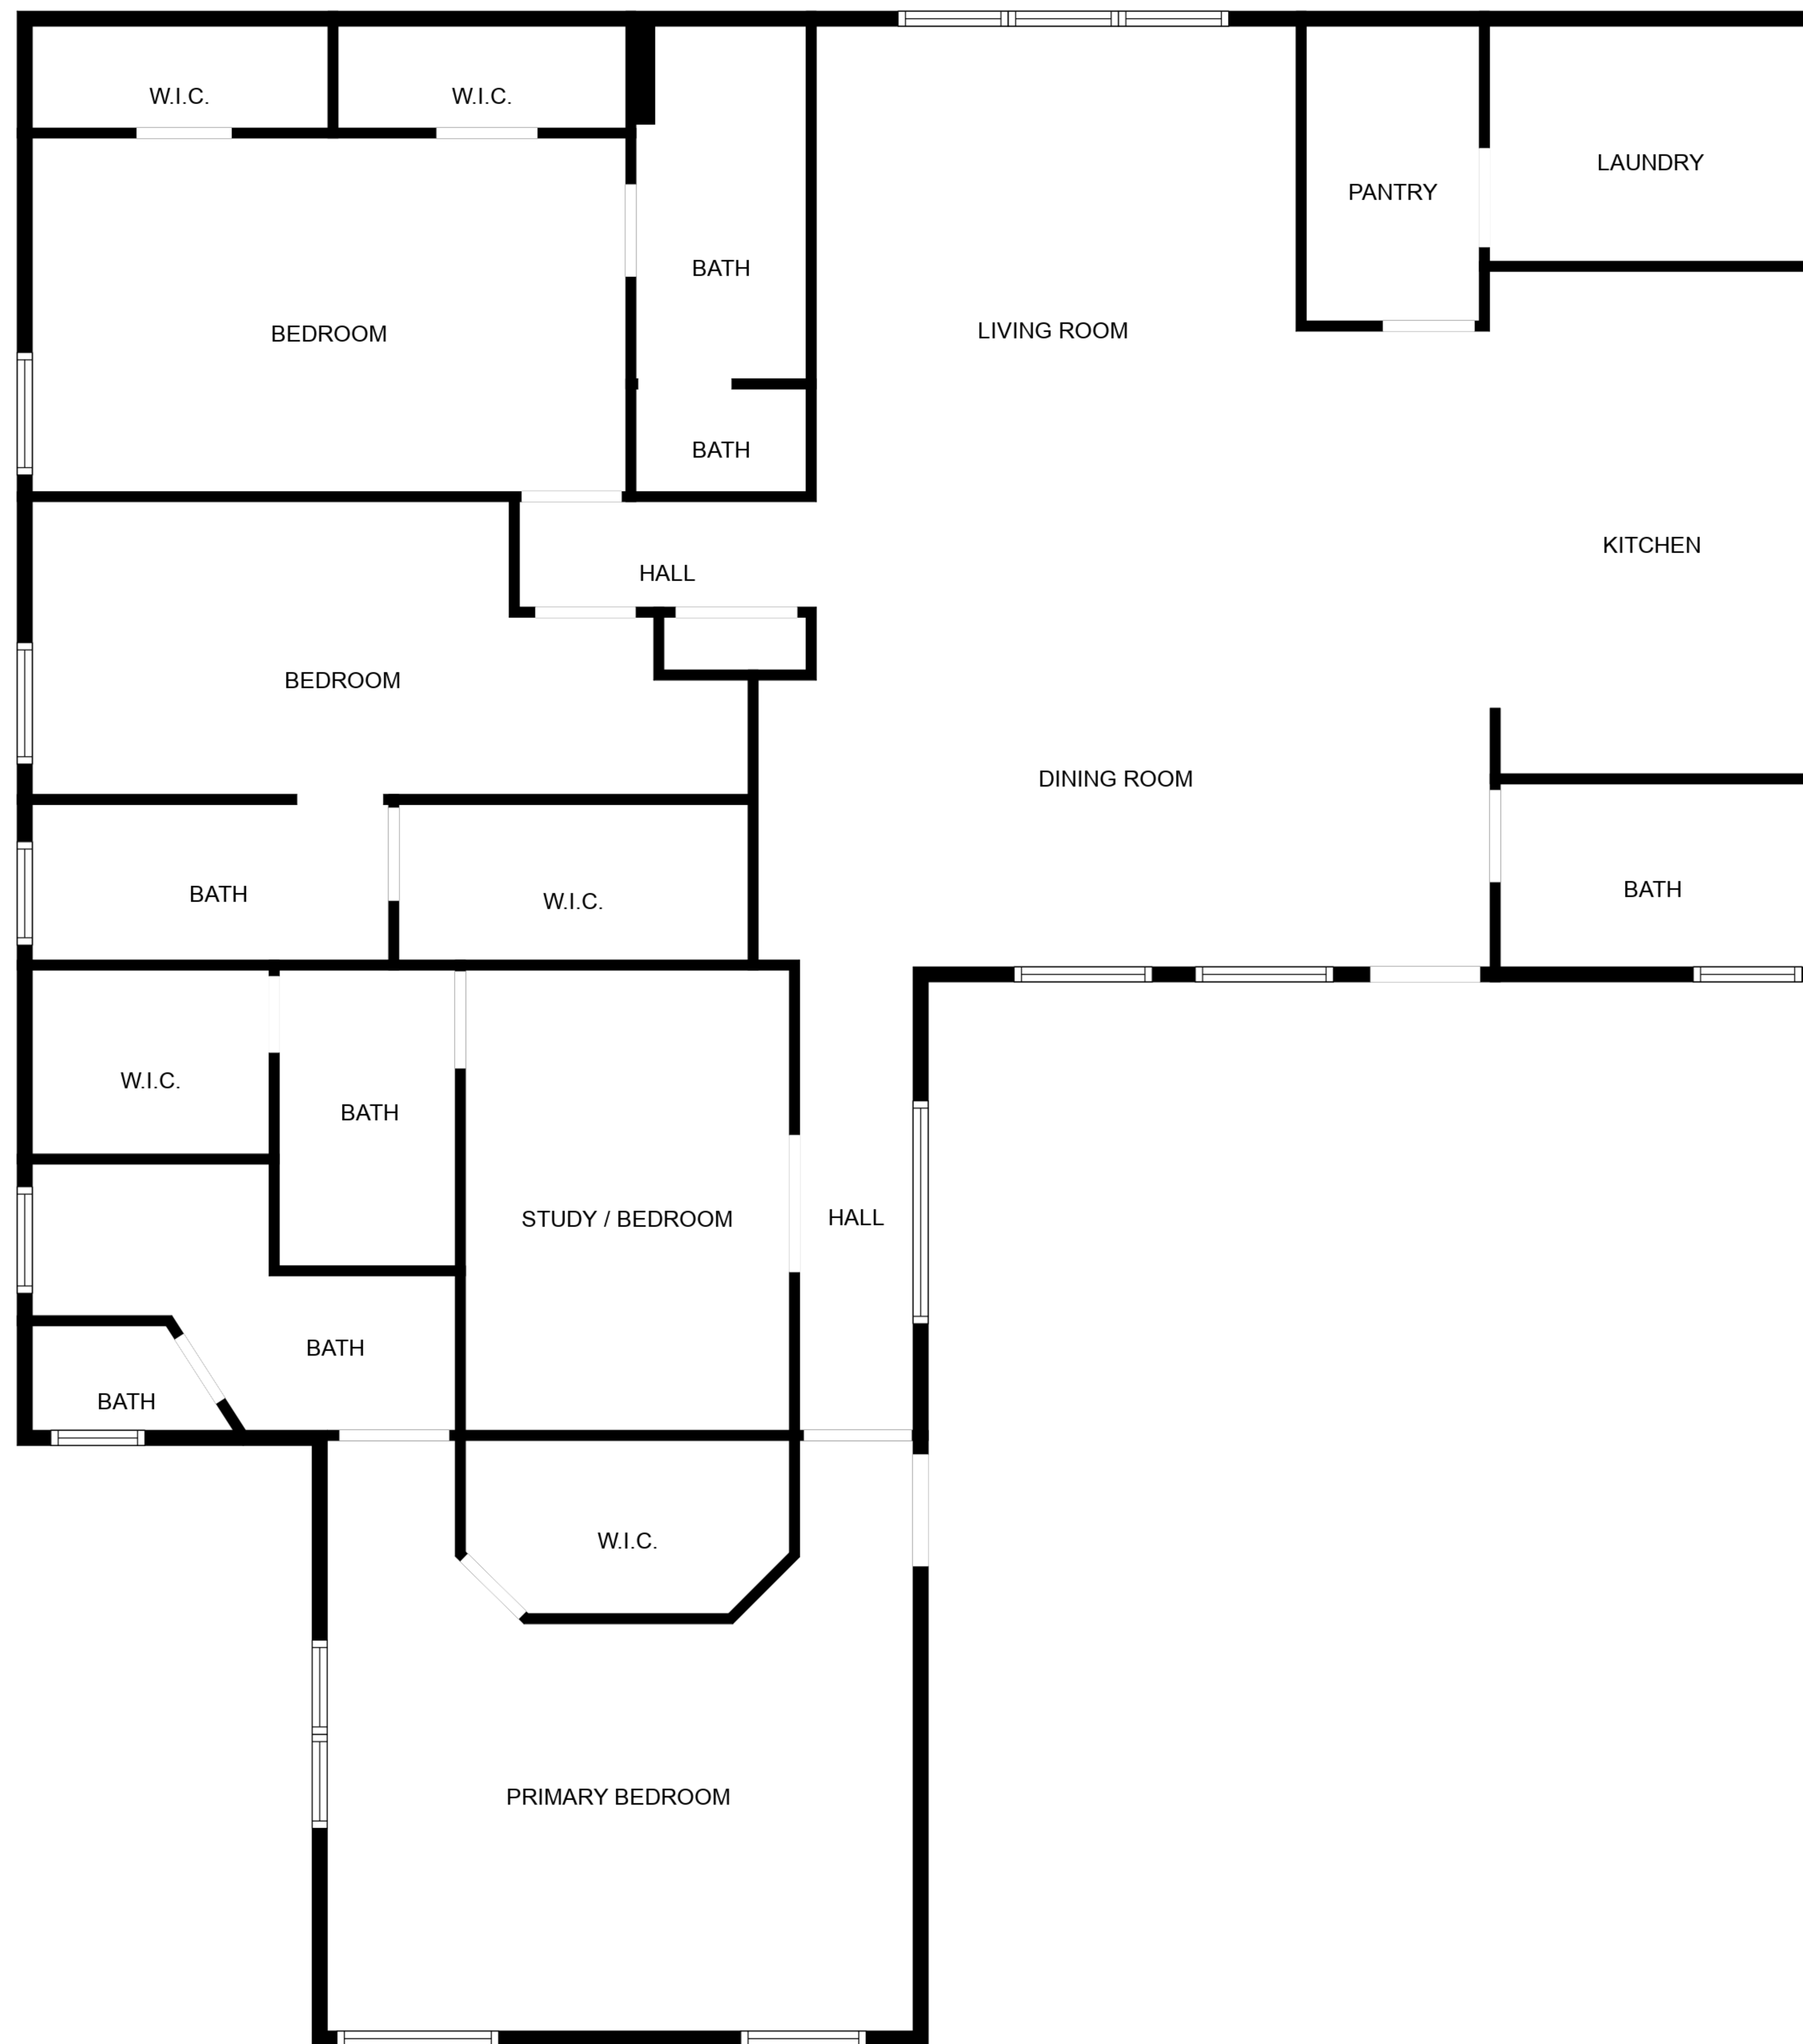 W.I.C.
W.I.C.
LAUNDRY
PANTRY
BATH
LIVING ROOM
BEDROOM
BATH
KITCHEN
HALL
BEDROOM
DINING ROOM
BATH
BATH
W.I.C.
W.I.C.
BATH
HALL
STUDY / BEDROOM
BATH
BATH
W.I.C.
PRIMARY BEDROOM